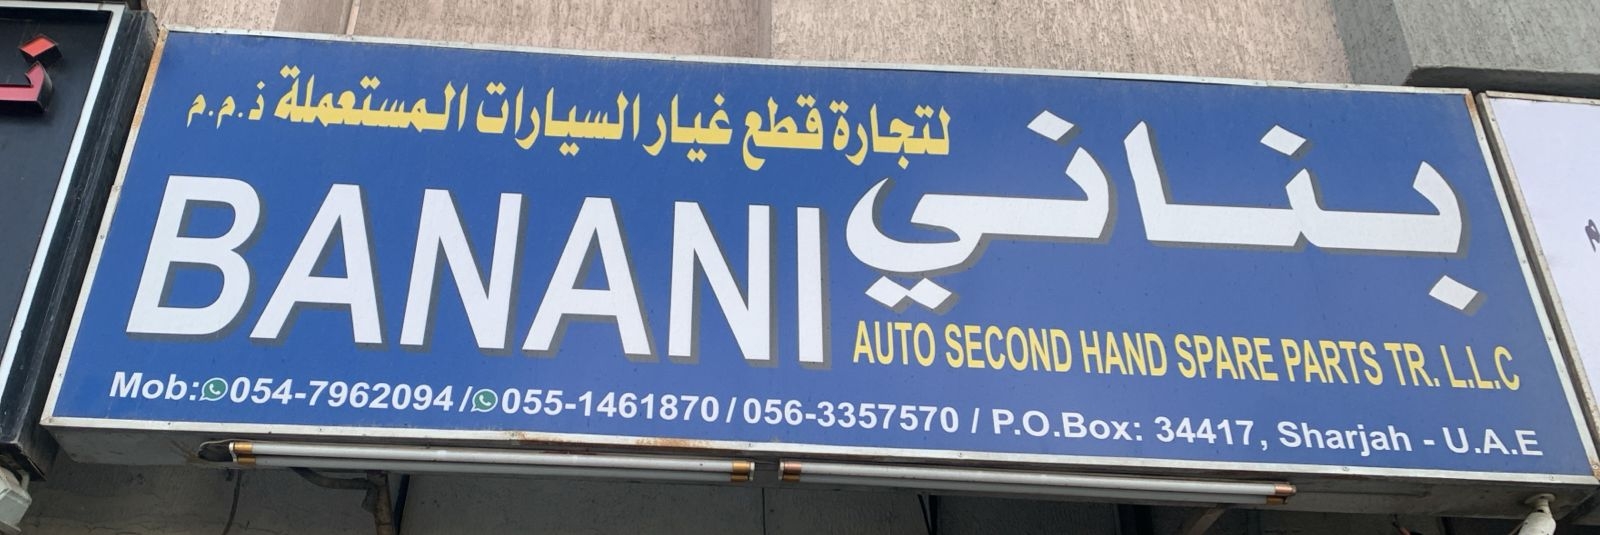 بناني
لتجارة قطع غيار السيارات المستعملة ذ.م.م
BANANI
AUTO SECOND HAND SPARE PARTS TR. L.L.C
Mob: 054-7962094 / 055-1461870 / 056-3357570 / P.O.Box: 34417, Sharjah - U.A.E